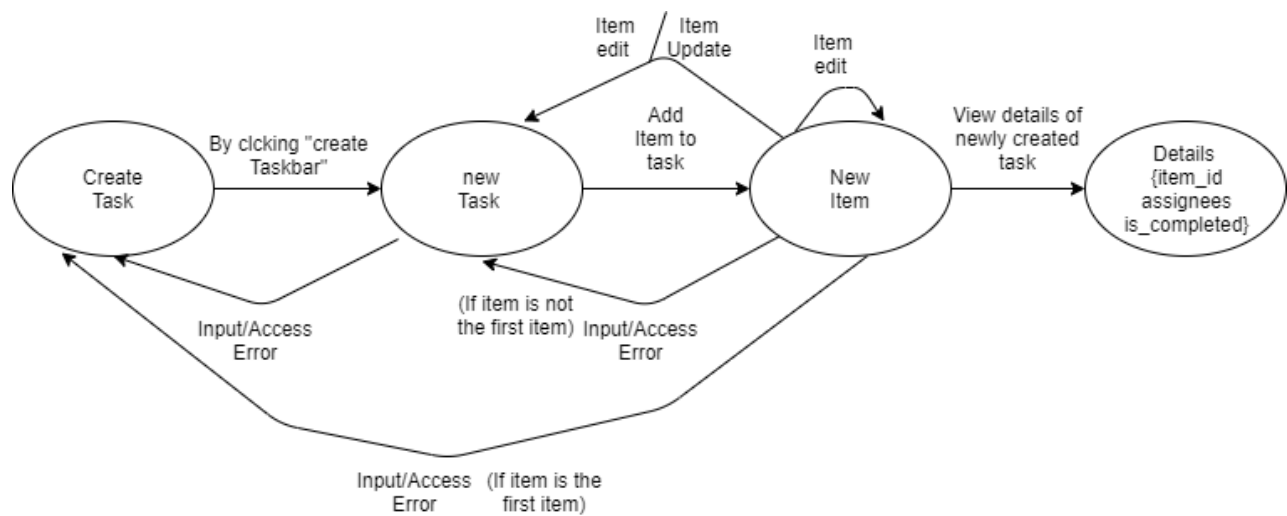 Item
edit
Item
Update
Item
edit
By clcking "create
Taskbar"
Add
Item to
task
View details of
newly created
task
Create
Task
new
Task
New
Item
Details
{item_id
assignees
is_completed}
Input/Access
Error
(If item is not
the first item)
Input/Access
Error
Input/Access
Error
(If item is the
first item)